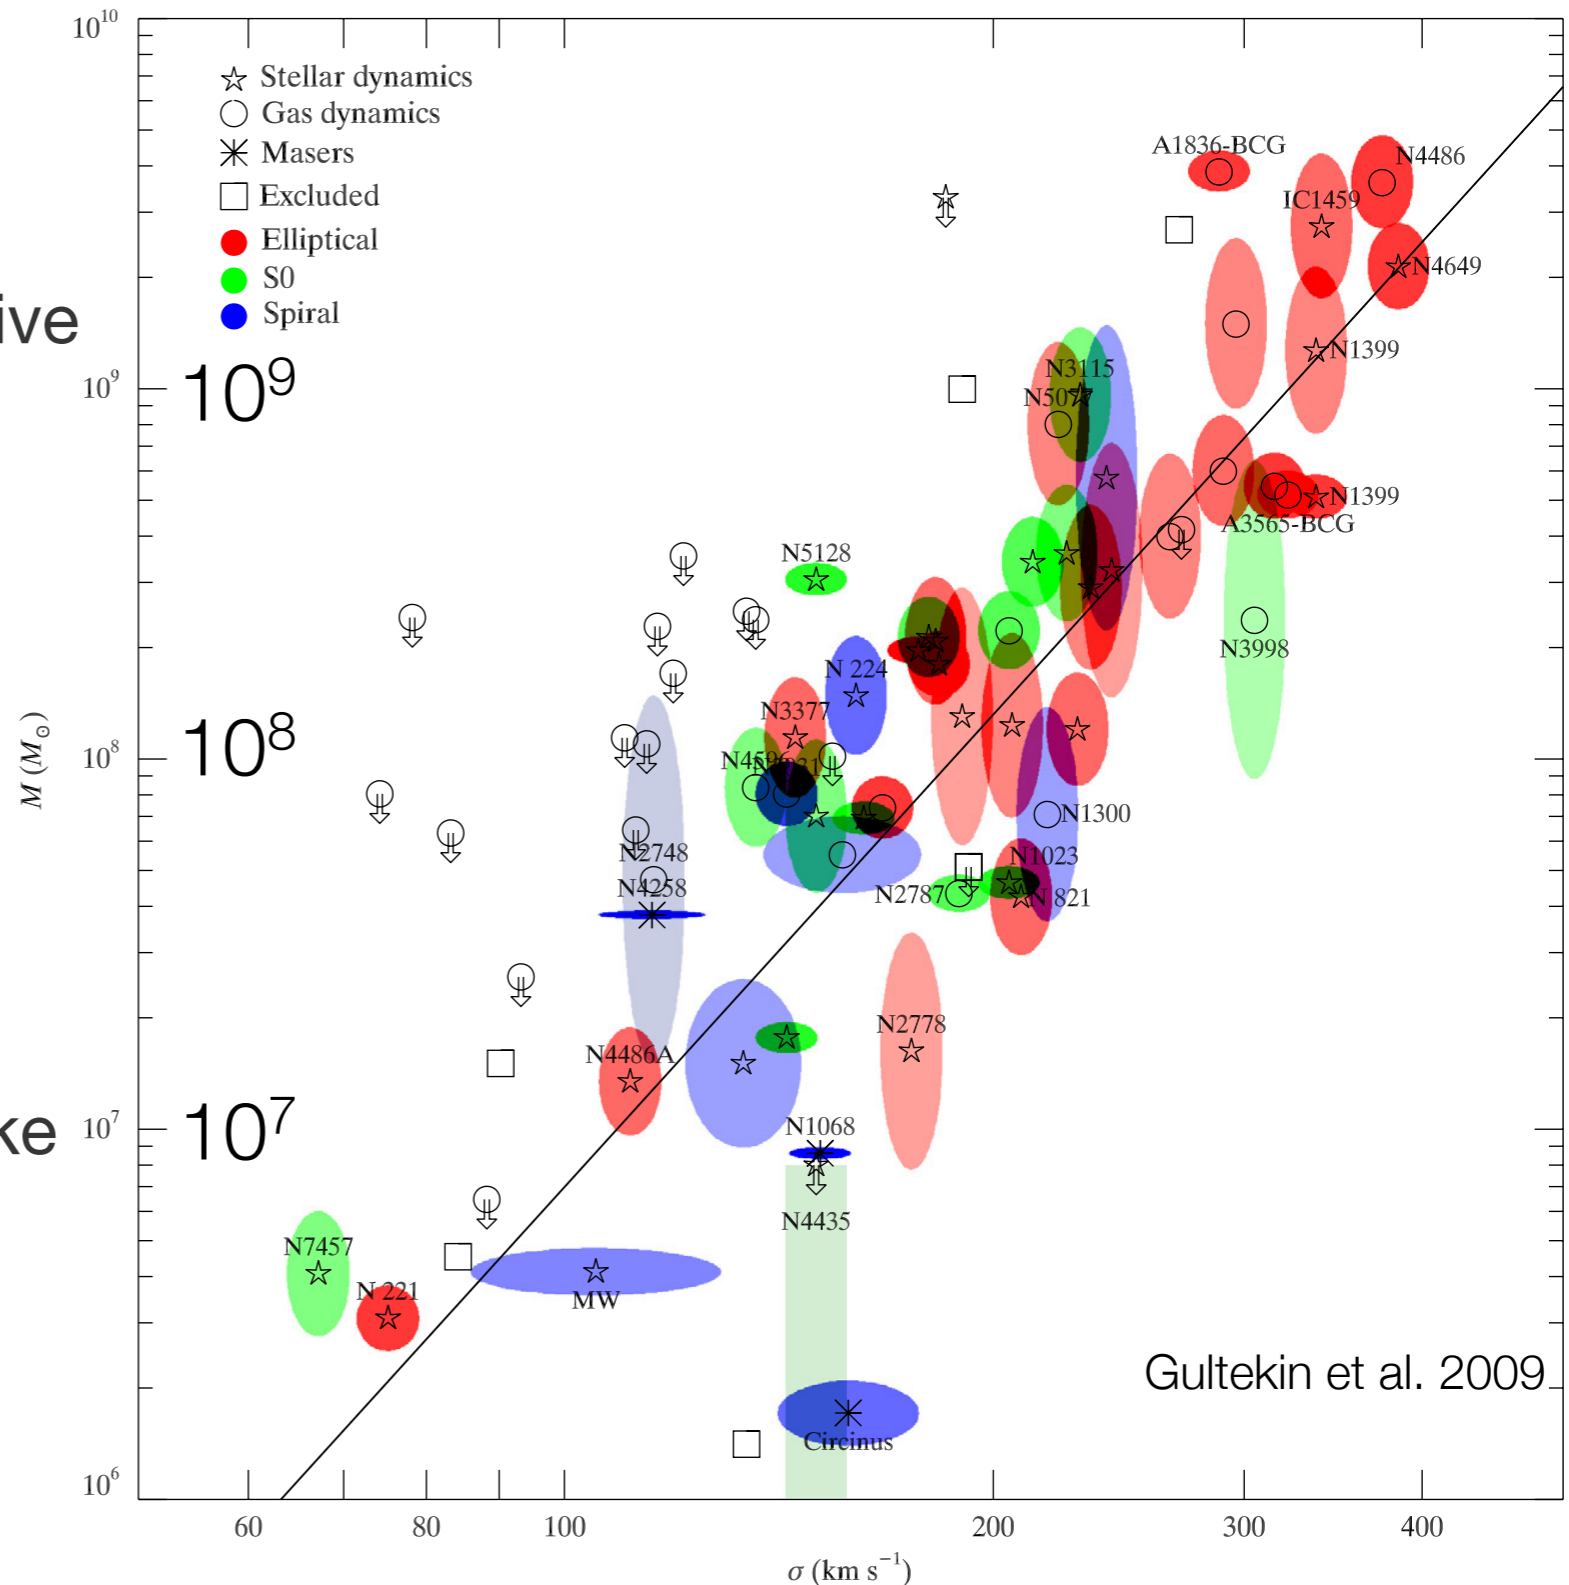 10^10
Stellar dynamics
Gas dynamics
Masers
Excluded
Elliptical
S0
Spiral
A1836-BCG
N4486
IC1459
N4649
ive
N1399
10^9
10^9
N3115
N5077
N1399
A3565-BCG
N5128
N3998
N 224
N3377
M (M⊙)
10^8
10^8
N4596
N1300
N2748
N1023
N4258
N2787
N 821
N2778
N4486A
ke
10^7
10^7
N1068
N4435
N7457
N 221
MW
Gultekin et al. 2009
Circinus
10^6
60 80 100 200 300 400
σ (km s^−1)